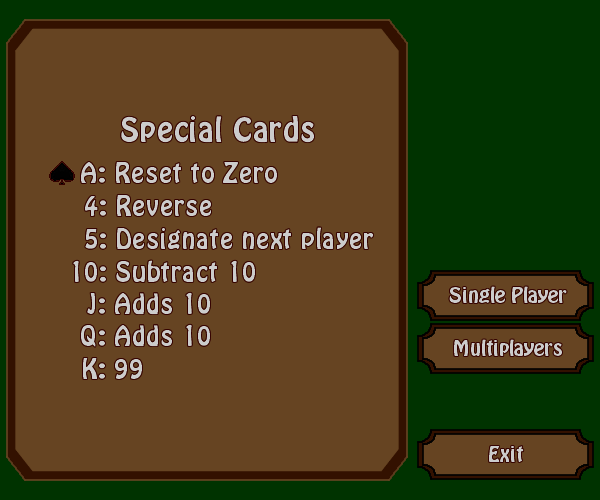 Special Cards
A: Reset to Zero
4: Reverse
5: Designate next player
10: Subtract 10
J: Adds 10
Q: Adds 10
K: 99
Single Player
Multiplayers
Exit